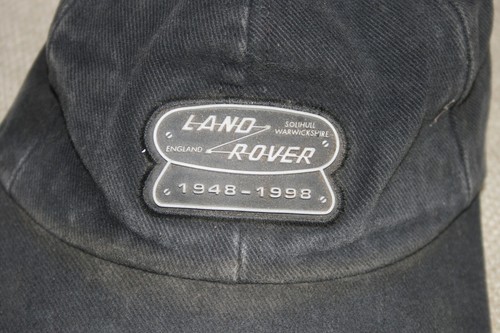 LAND
SOLIHULL
WARWICKSHIRE
ENGLAND
ROVER
1948-1998